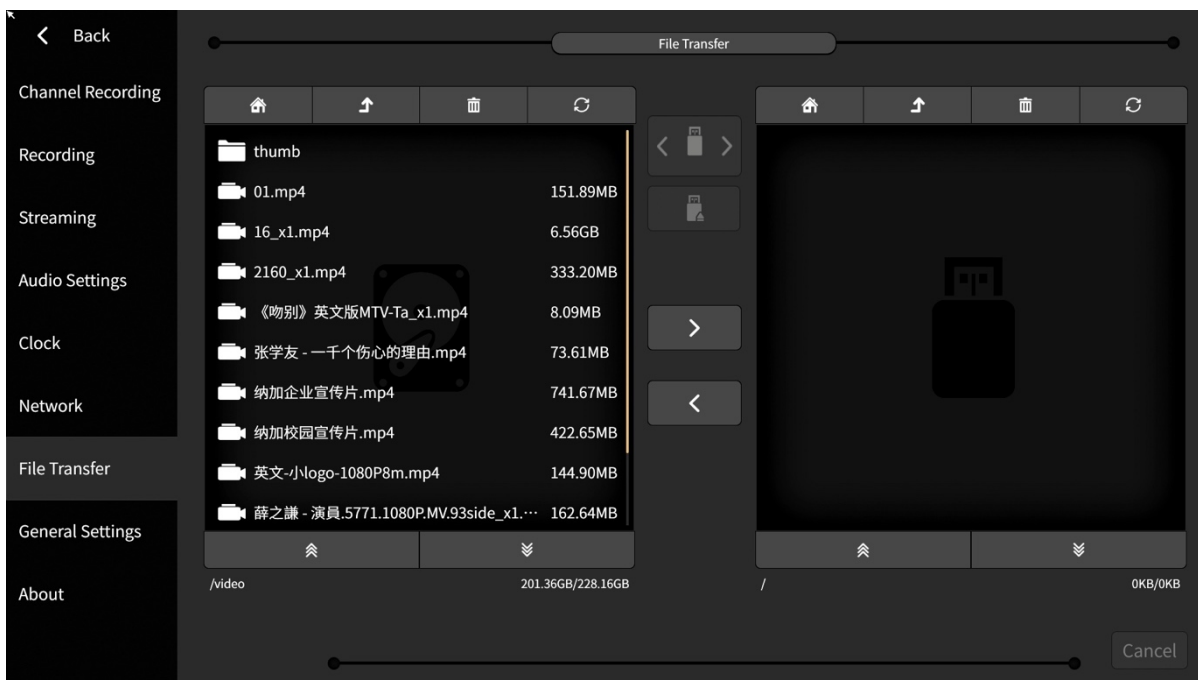 Back
File Transfer
Channel Recording
Recording
Streaming
Audio Settings
Clock
Network
File Transfer
General Settings
About
thumb
01.mp4 151.89MB
16_x1.mp4 6.56GB
2160_x1.mp4 333.20MB
《吻别》英文版MTV-Ta_x1.mp4 8.09MB
张学友 - 一千个伤心的理由.mp4 73.61MB
纳加企业宣传片.mp4 741.67MB
纳加校园宣传片.mp4 422.65MB
英文-小logo-1080P8m.mp4 144.90MB
薛之謙 - 演員.5771.1080P.MV.93side_x1.··· 162.64MB
/video 201.36GB/228.16GB
/ 0KB/0KB
Cancel